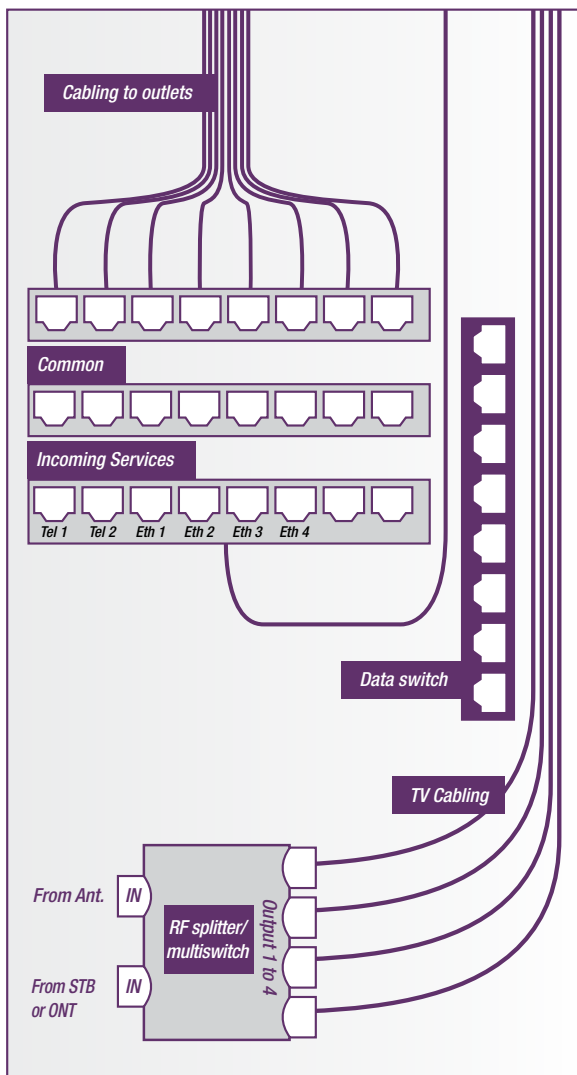 Cabling to outlets
Common
Incoming Services
Tel 1 Tel 2 Eth 1 Eth 2 Eth 3 Eth 4
Data switch
TV Cabling
From Ant.
IN
RF splitter/
multiswitch
Output 1 to 4
From STB
or ONT
IN